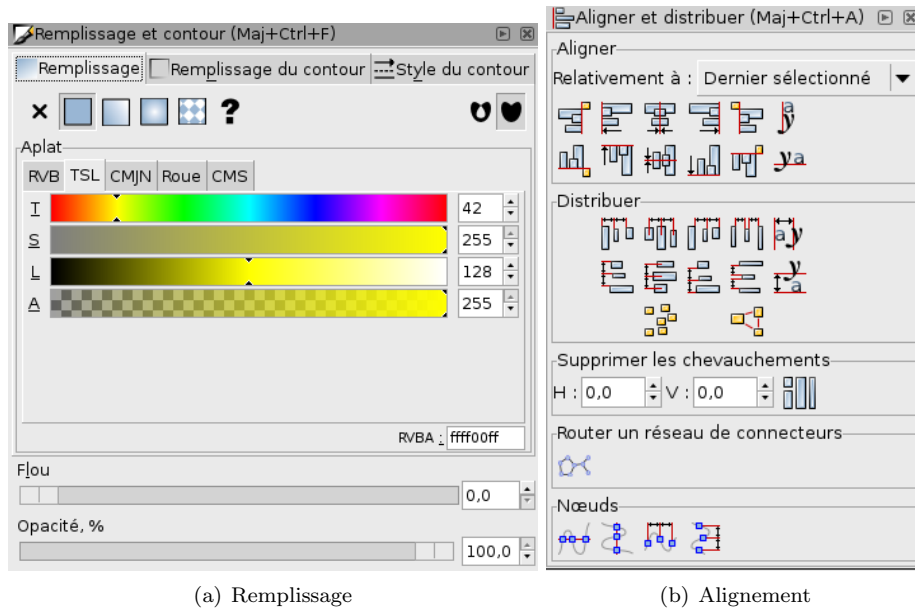 Remplissage et contour (Maj+Ctrl+F)
Remplissage Remplissage du contour Style du contour
Aplat
RVB TSL CMJN Roue CMS
T 42
S 255
L 128
A 255
RVBA : ffff00ff
Flou
0,0
Opacité, %
100,0
(a) Remplissage
Aligner et distribuer (Maj+Ctrl+A)
Aligner
Relativement à : Dernier sélectionné
Distribuer
Supprimer les chevauchements
H : 0,0 V : 0,0
Router un réseau de connecteurs
Nœuds
(b) Alignement